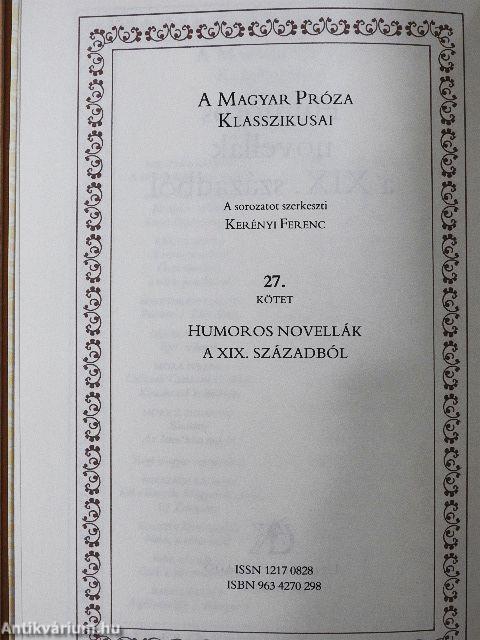 A MAGYAR PRÓZA
KLASSZIKUSAI
A sorozatot szerkeszti
KERÉNYI FERENC
27.
KÖTET
HUMOROS NOVELLÁK
A XIX. SZÁZADBÓL
ISSN 1217 0828
ISBN 963 4270 298
Antikvárium.hu